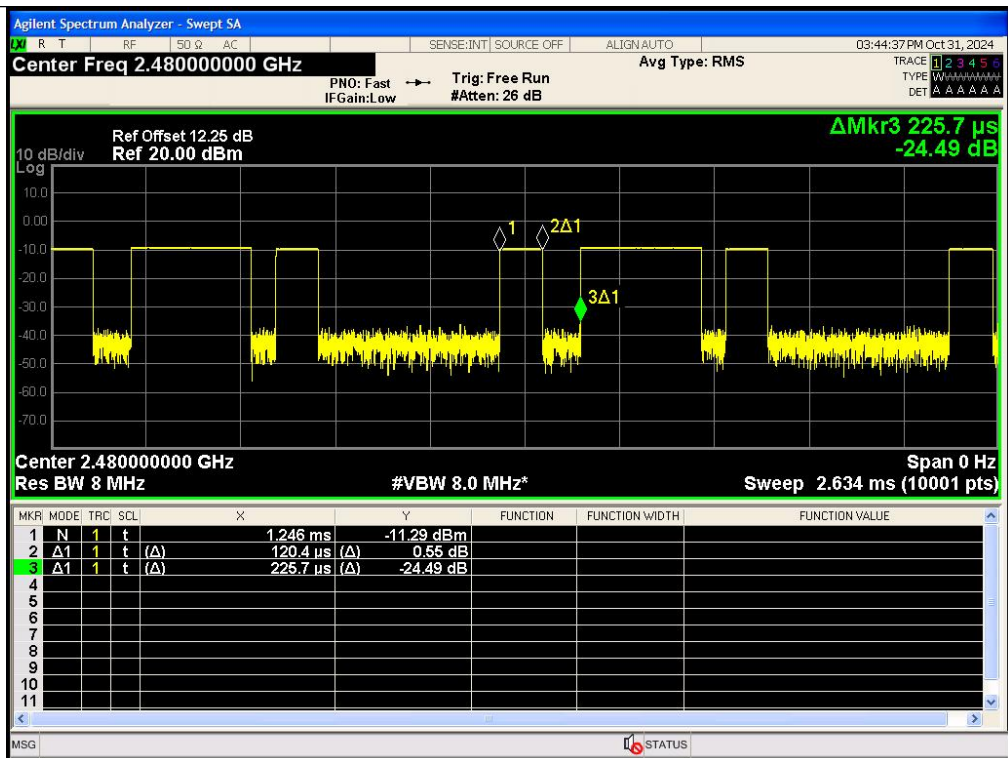 Agilent Spectrum Analyzer - Swept SA
LXI R T RF 50 Ω AC SENSE:INT SOURCE OFF ALIGN AUTO 03:44:37 PM Oct 31, 2024
Center Freq 2.480000000 GHz
PNO: Fast
IFGain:Low
Trig: Free Run
#Atten: 26 dB
Avg Type: RMS
TRACE 1 2 3 4 5 6
TYPE W
DET A A A A A A
ΔMkr3 225.7 µs
-24.49 dB
Ref Offset 12.25 dB
10 dB/div Ref 20.00 dBm
Log
10.0
0.00
-10.0
-20.0
-30.0
-40.0
-50.0
-60.0
-70.0
1
2Δ1
3Δ1
Center 2.480000000 GHz Span 0 Hz
Res BW 8 MHz #VBW 8.0 MHz* Sweep 2.634 ms (10001 pts)
MKR MODE TRC SCL X Y FUNCTION FUNCTION WIDTH FUNCTION VALUE
1 N 1 t 1.246 ms -11.29 dBm
2 Δ1 1 t (Δ) 120.4 µs (Δ) 0.55 dB
3 Δ1 1 t (Δ) 225.7 µs (Δ) -24.49 dB
4
5
6
7
8
9
10
11
MSG STATUS